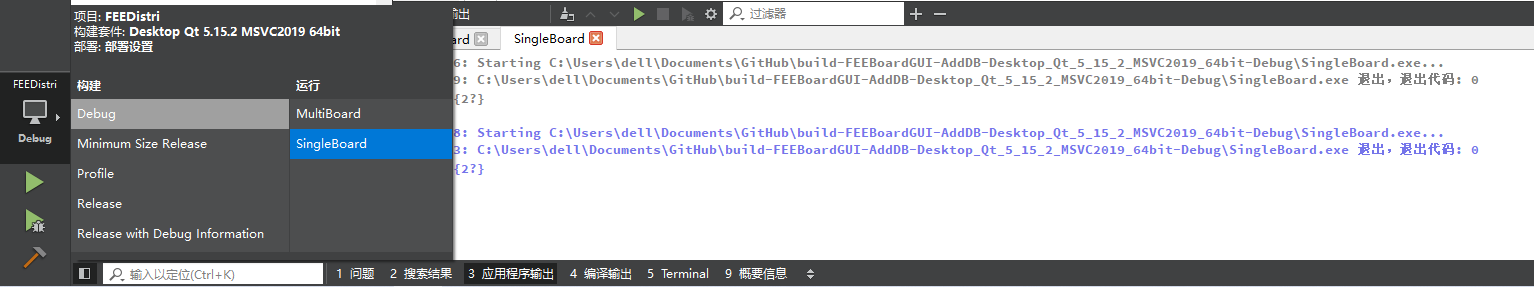 项目: FEEDistri
构建套件: Desktop Qt 5.15.2 MSVC2019 64bit
部署: 部署设置
FEEDistri
Debug
构建
Debug
Minimum Size Release
Profile
Release
Release with Debug Information
运行
MultiBoard
SingleBoard
输出
过滤器
ard
SingleBoard
6: Starting C:\Users\dell\Documents\GitHub\build-FEEBoardGUI-AddDB-Desktop_Qt_5_15_2_MSVC2019_64bit-Debug\SingleBoard.exe...
9: C:\Users\dell\Documents\GitHub\build-FEEBoardGUI-AddDB-Desktop_Qt_5_15_2_MSVC2019_64bit-Debug\SingleBoard.exe 退出，退出代码: 0
{2?}
8: Starting C:\Users\dell\Documents\GitHub\build-FEEBoardGUI-AddDB-Desktop_Qt_5_15_2_MSVC2019_64bit-Debug\SingleBoard.exe...
3: C:\Users\dell\Documents\GitHub\build-FEEBoardGUI-AddDB-Desktop_Qt_5_15_2_MSVC2019_64bit-Debug\SingleBoard.exe 退出，退出代码: 0
{2?}
输入以定位(Ctrl+K)
1 问题 2 搜索结果 3 应用程序输出 4 编译输出 5 Terminal 9 概要信息